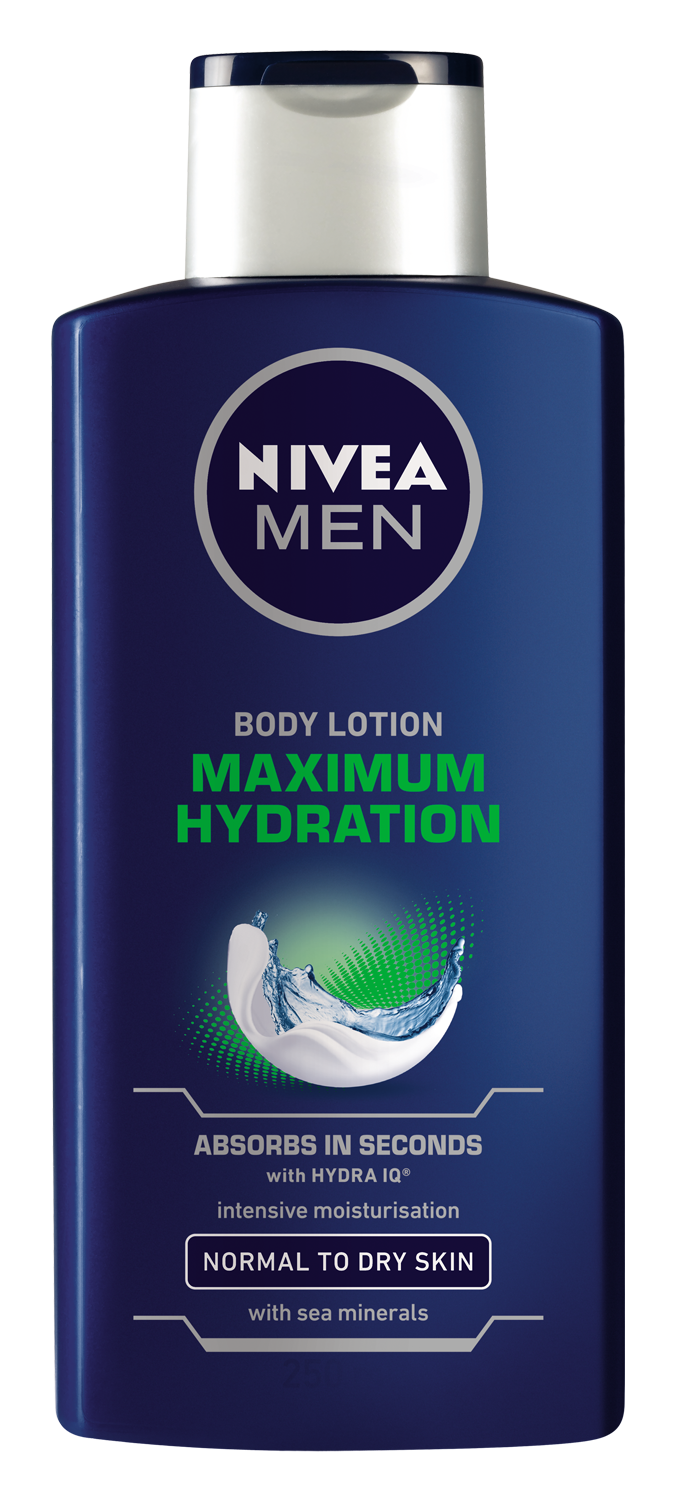 NIVEA
MEN
BODY LOTION
MAXIMUM
HYDRATION
ABSORBS IN SECONDS
with HYDRA IQ®
intensive moisturisation
NORMAL TO DRY SKIN
with sea minerals